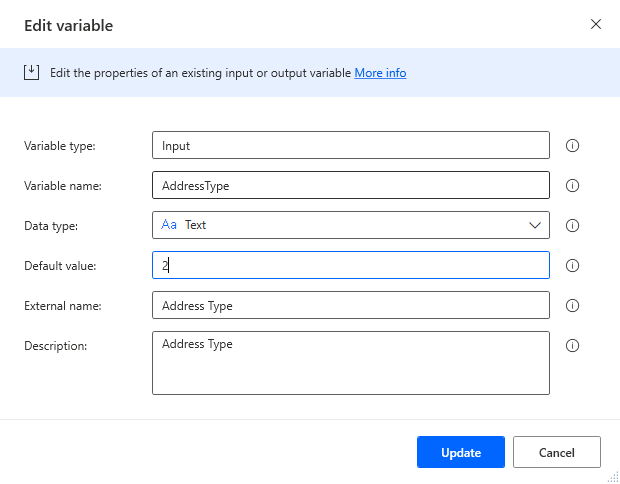 Edit variable
Edit the properties of an existing input or output variable More info
Variable type: Input
Variable name: AddressType
Data type: Aa Text
Default value: 2
External name: Address Type
Description: Address Type
Update Cancel